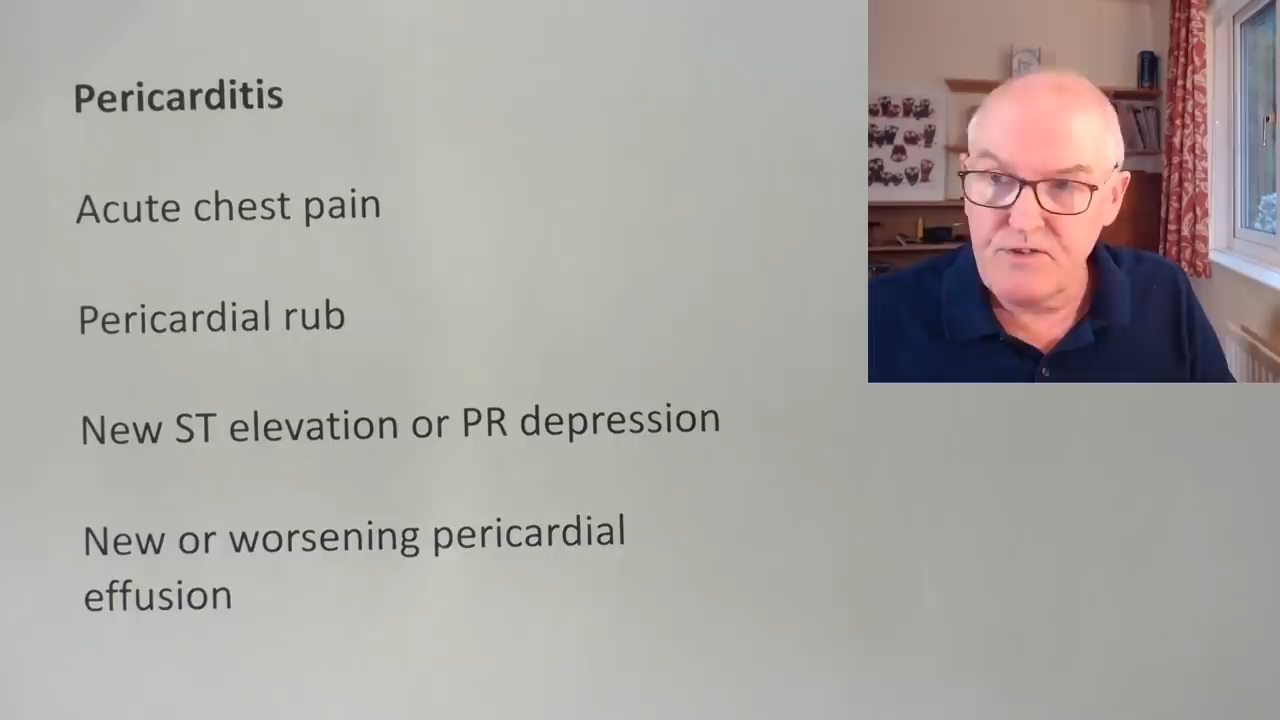 Pericarditis
Acute chest pain
Pericardial rub
New ST elevation or PR depression
New or worsening pericardial
effusion